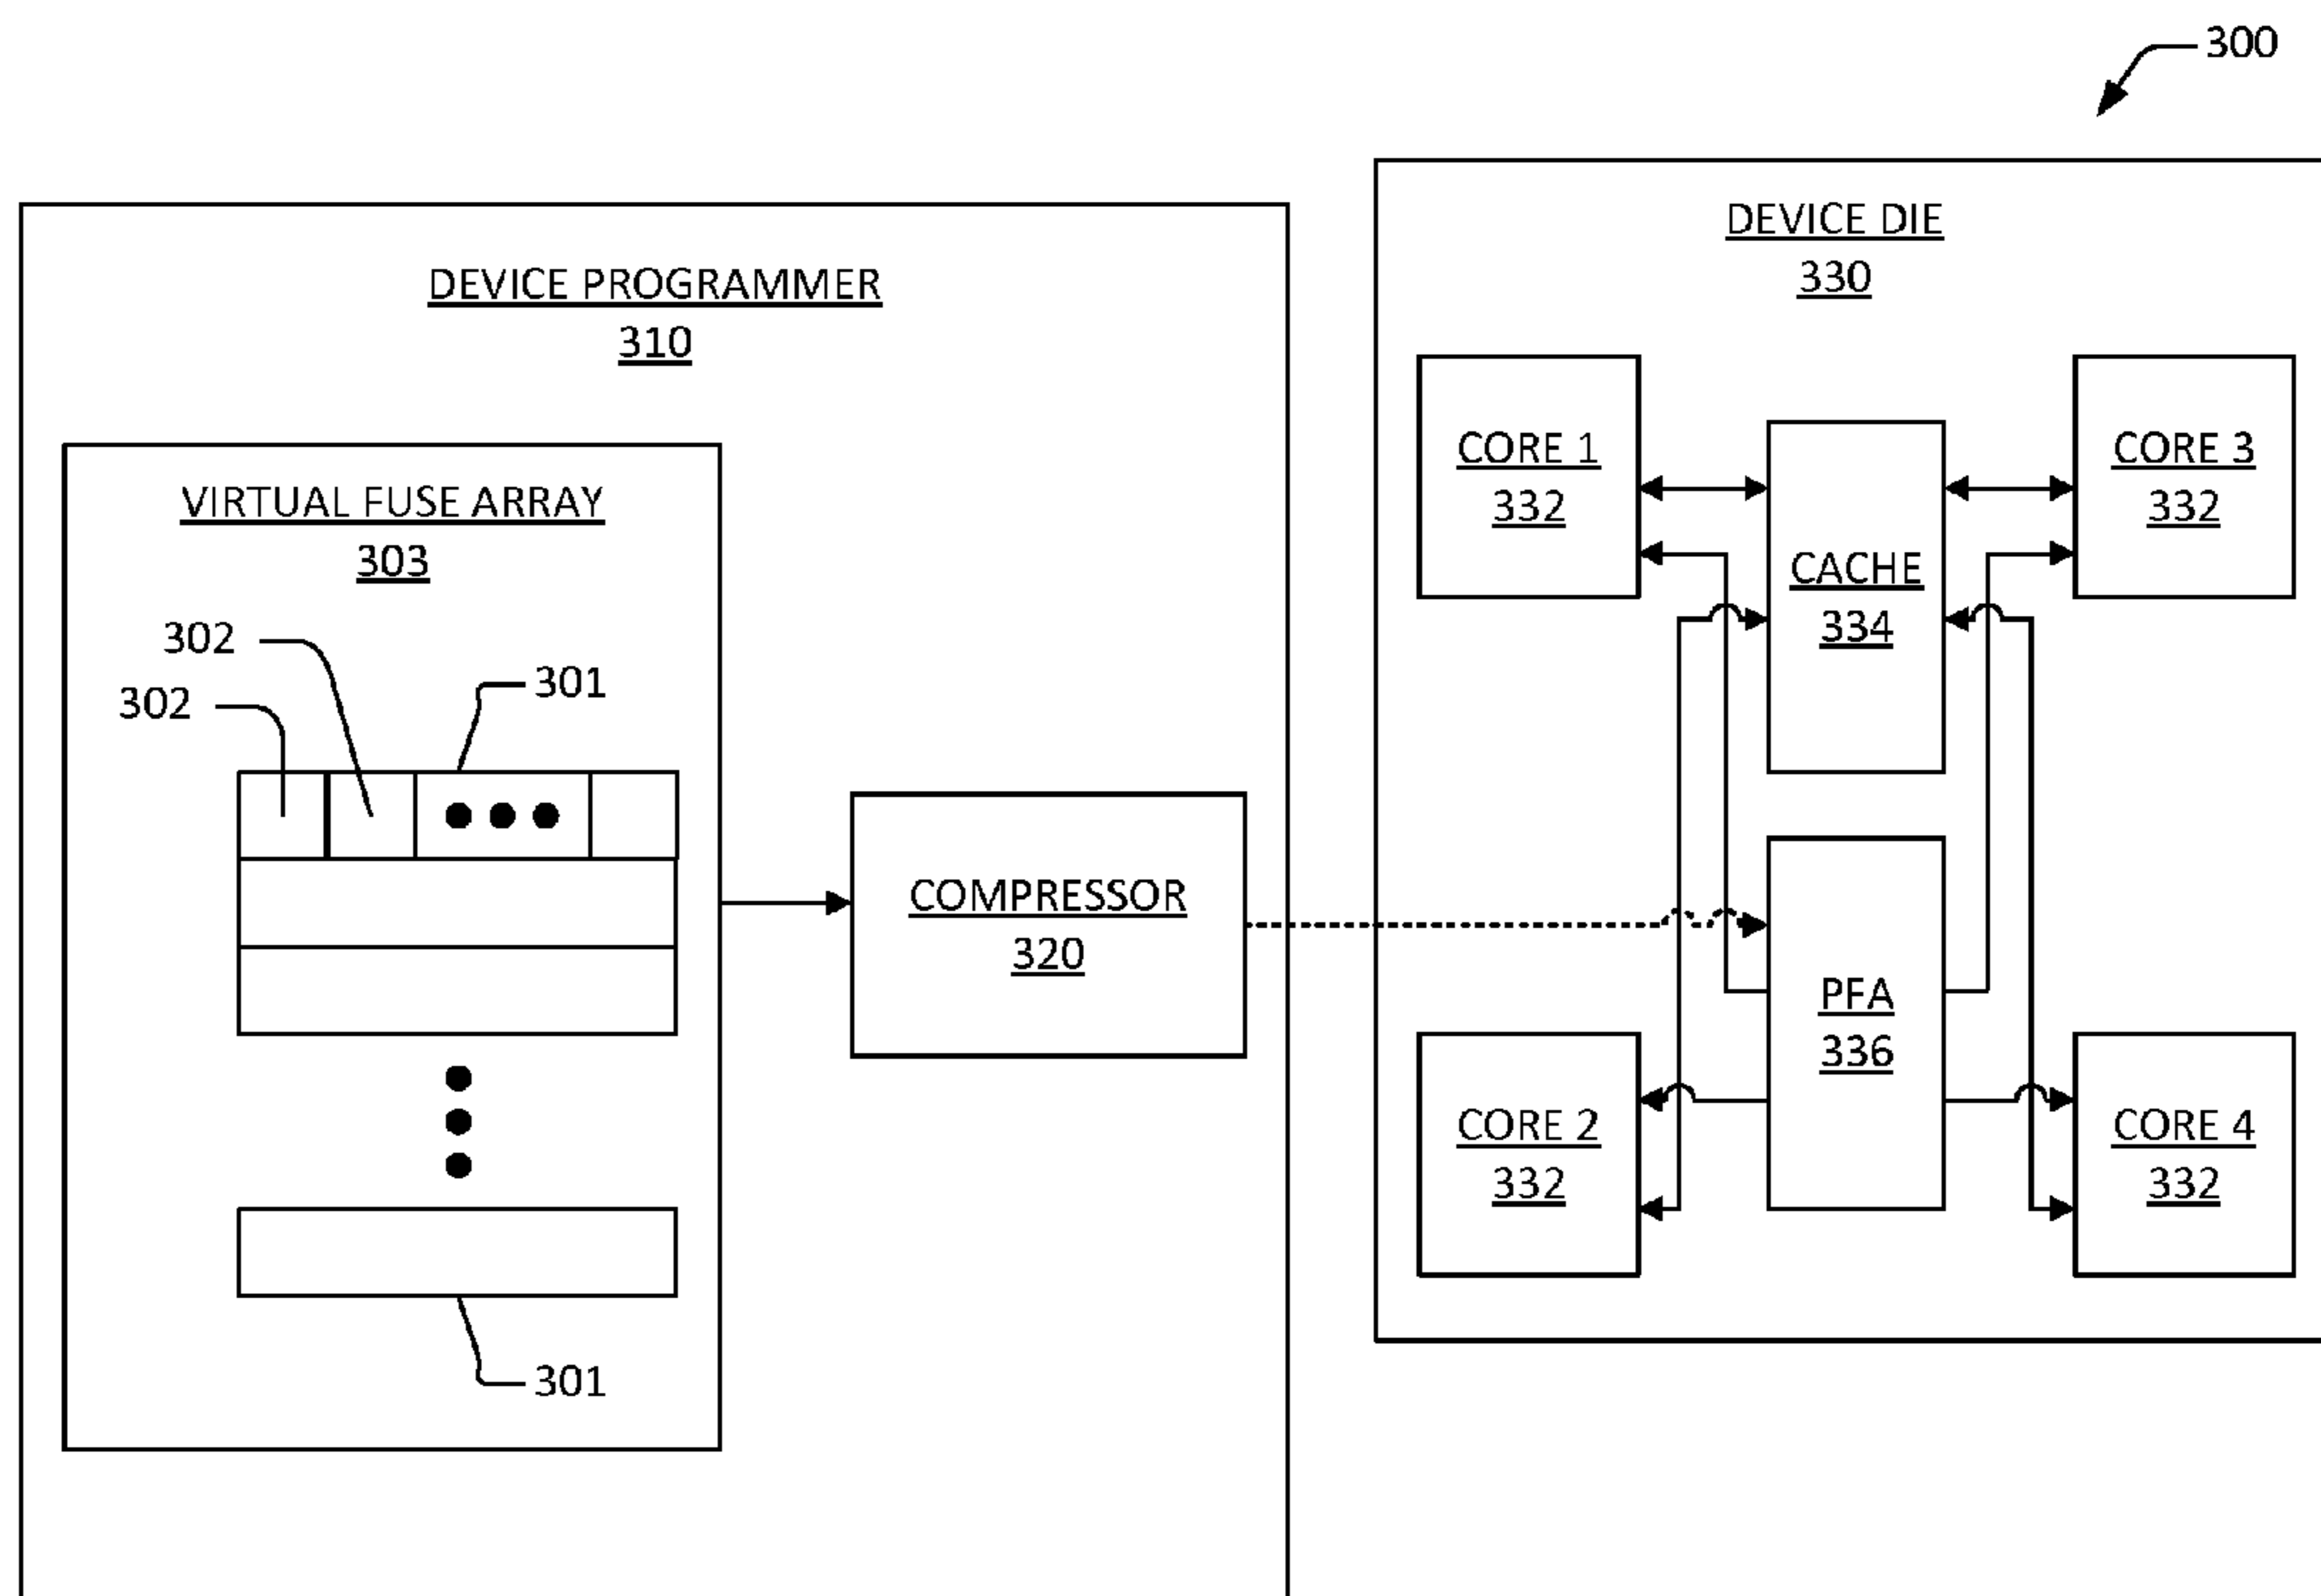 300
DEVICE PROGRAMMER
310
VIRTUAL FUSE ARRAY
303
302
302
301
301
COMPRESSOR
320
DEVICE DIE
330
CORE 1
332
CACHE
334
CORE 3
332
PFA
336
CORE 2
332
CORE 4
332